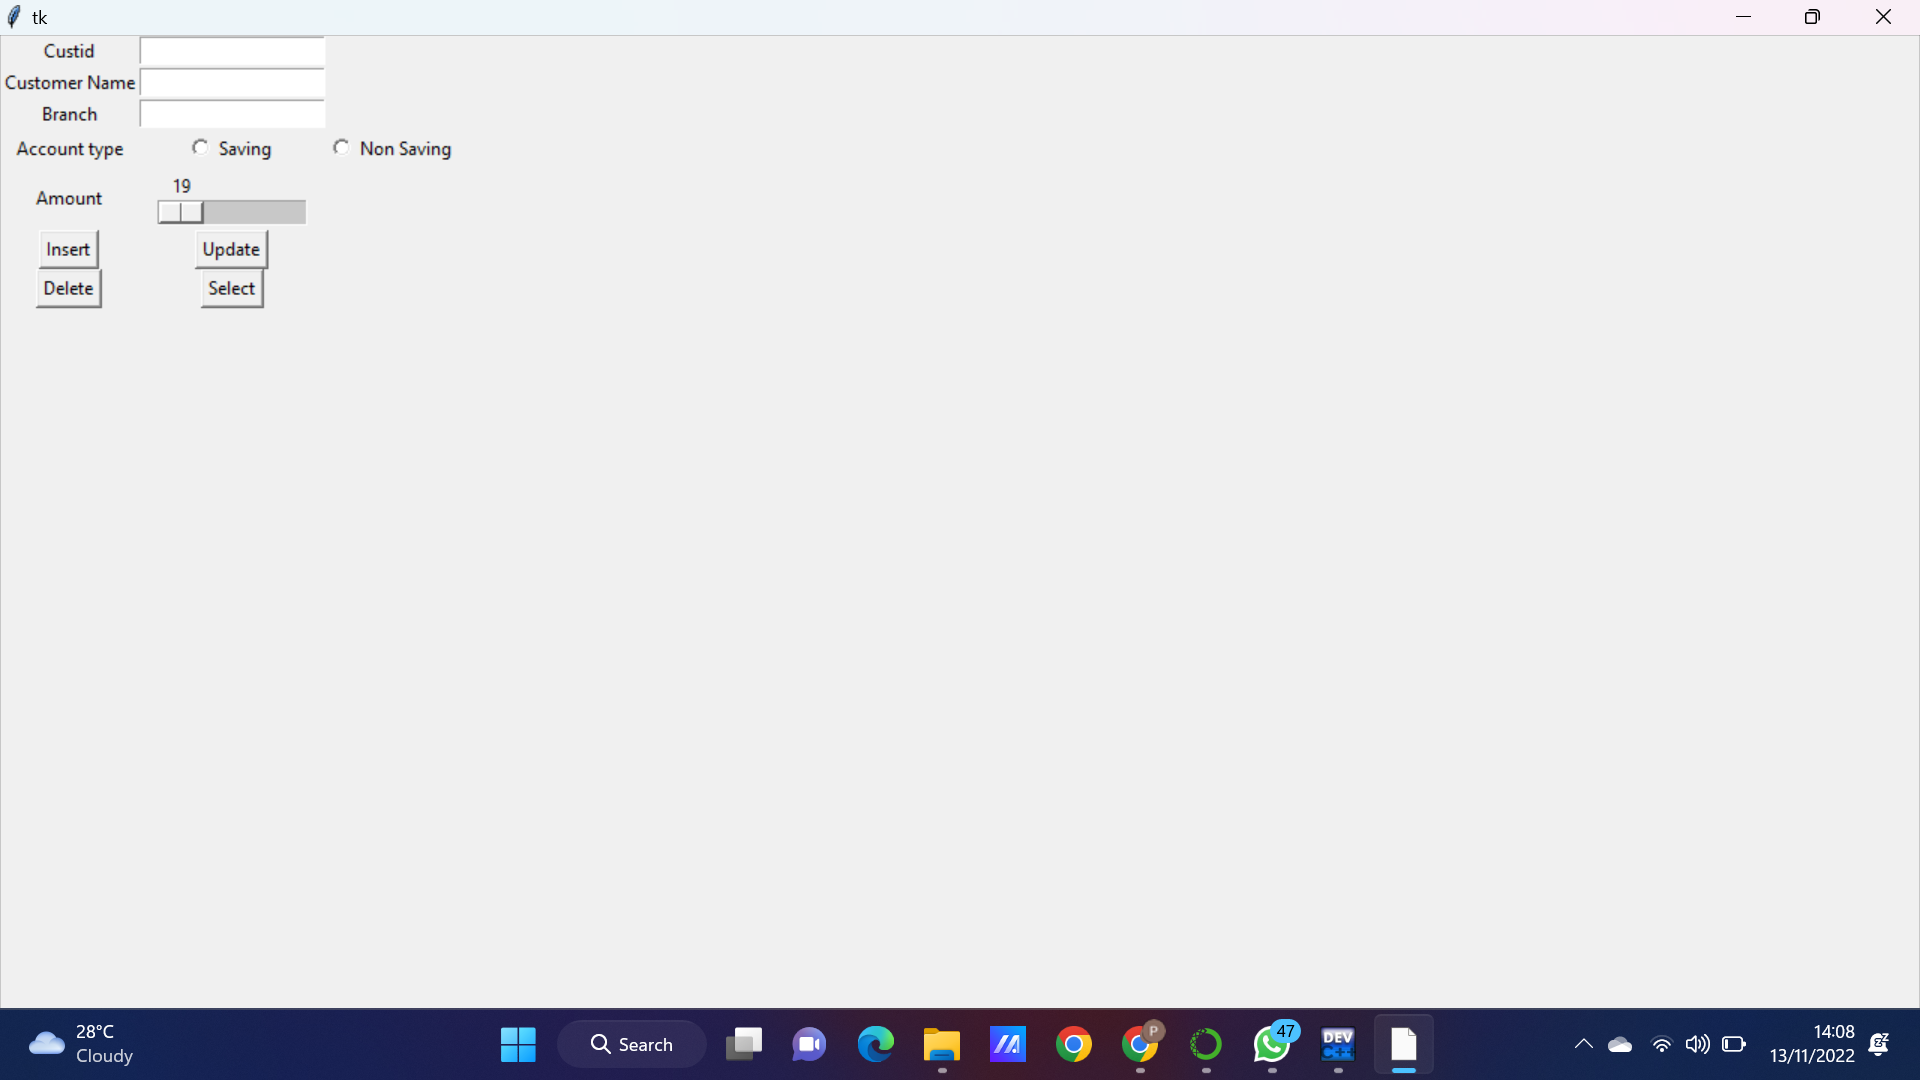 tk
Custid
Customer Name
Branch
Account type Saving Non Saving
19
Amount
Insert Update
Delete Select
28°C
Cloudy
Search
P
47
DEV
C++
14:08
13/11/2022